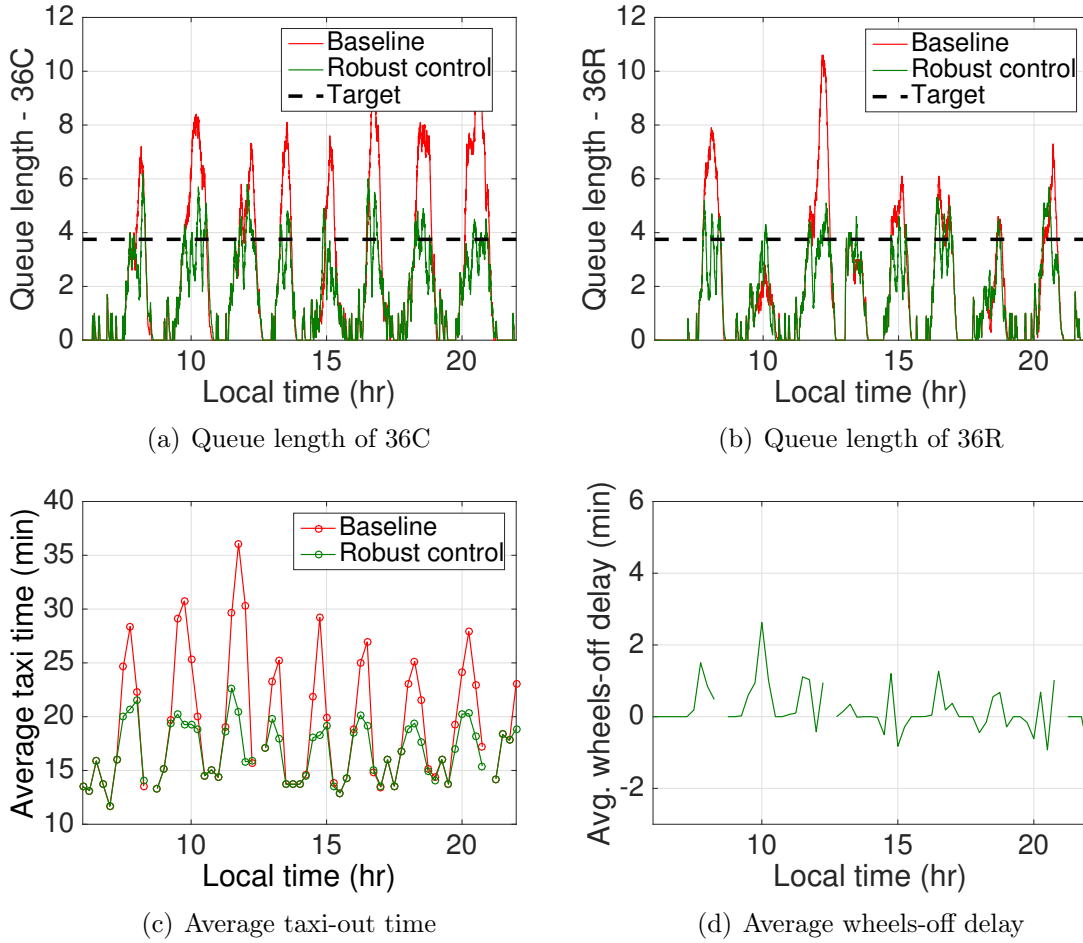 12
10
8
6
4
2
0
Queue length - 36C
Baseline
Robust control
Target
10 15 20
Local time (hr)
(a) Queue length of 36C
12
10
8
6
4
2
0
Queue length - 36R
Baseline
Robust control
Target
10 15 20
Local time (hr)
(b) Queue length of 36R
40
35
30
25
20
15
10
Average taxi time (min)
Baseline
Robust control
10 15 20
Local time (hr)
(c) Average taxi-out time
6
4
2
0
-2
Avg. wheels-off delay (min)
10 15 20
Local time (hr)
(d) Average wheels-off delay